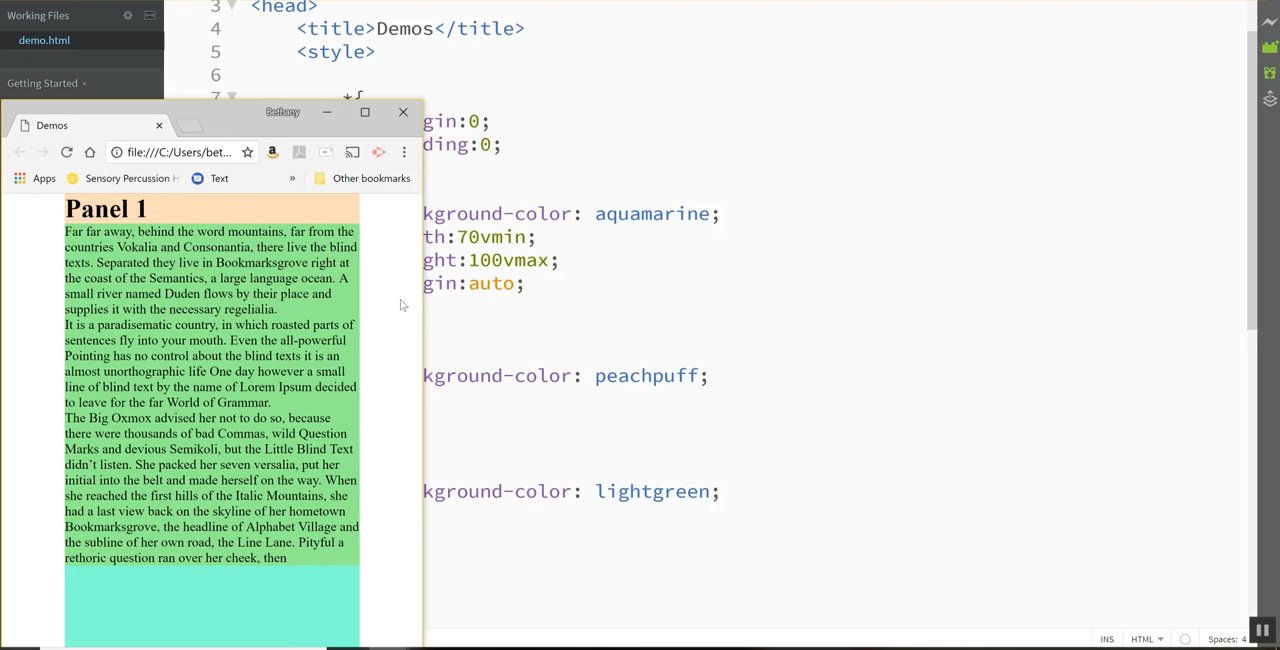 Working Files
demo.html
Getting Started
3 <head>
4 <title>Demos</title>
5 <style>
6
7 *{
gin:0;
ding:0;
kground-color: aquamarine;
th:70vmin;
ght:100vmax;
gin:auto;
kground-color: peachpuff;
kground-color: lightgreen;
Bethany
Demos
file:///C:/Users/bet...
Apps Sensory Percussion H Text » Other bookmarks
Panel 1
Far far away, behind the word mountains, far from the
countries Vokalia and Consonantia, there live the blind
texts. Separated they live in Bookmarksgrove right at
the coast of the Semantics, a large language ocean. A
small river named Duden flows by their place and
supplies it with the necessary regelialia.
It is a paradisematic country, in which roasted parts of
sentences fly into your mouth. Even the all-powerful
Pointing has no control about the blind texts it is an
almost unorthographic life One day however a small
line of blind text by the name of Lorem Ipsum decided
to leave for the far World of Grammar.
The Big Oxmox advised her not to do so, because
there were thousands of bad Commas, wild Question
Marks and devious Semikoli, but the Little Blind Text
didn’t listen. She packed her seven versalia, put her
initial into the belt and made herself on the way. When
she reached the first hills of the Italic Mountains, she
had a last view back on the skyline of her hometown
Bookmarksgrove, the headline of Alphabet Village and
the subline of her own road, the Line Lane. Pityful a
rethoric question ran over her cheek, then
INS HTML Spaces: 4